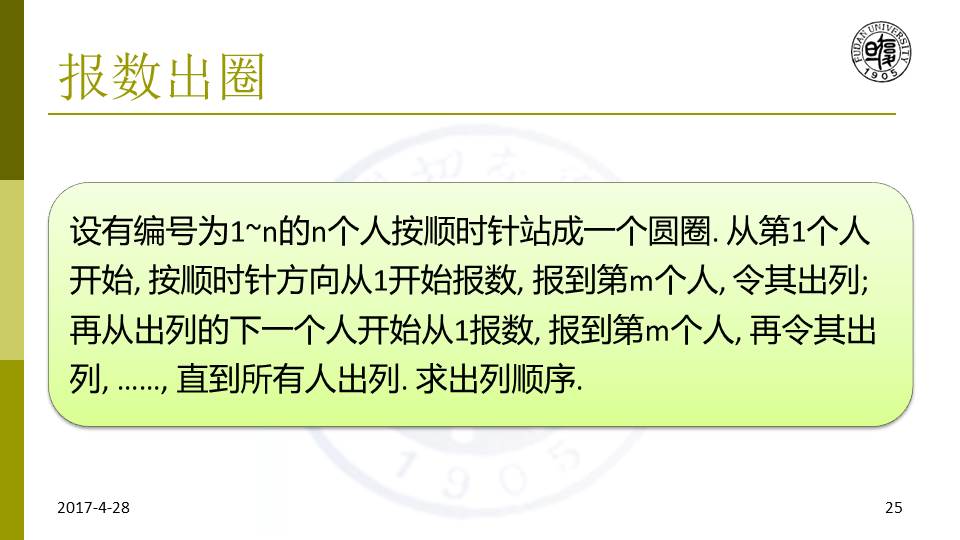 报数出圈
FUDAN UNIVERSITY
1905
设有编号为1~n的n个人按顺时针站成一个圆圈. 从第1个人
开始, 按顺时针方向从1开始报数, 报到第m个人, 令其出列;
再从出列的下一个人开始从1报数, 报到第m个人, 再令其出
列, ……, 直到所有人出列. 求出列顺序.
1905
2017-4-28
25